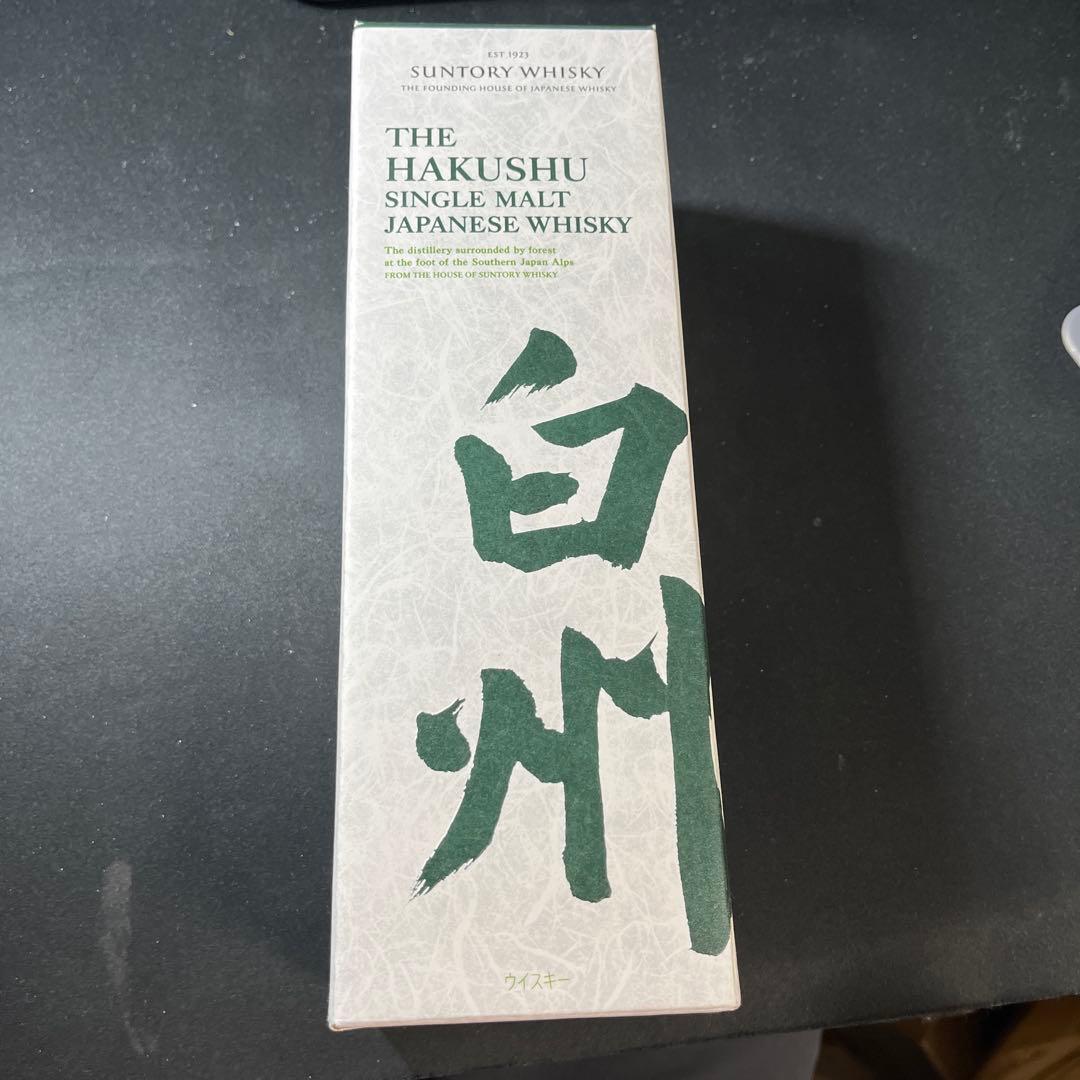 EST. 1923
SUNTORY WHISKY
THE FOUNDING HOUSE OF JAPANESE WHISKY
THE
HAKUSHU
SINGLE MALT
JAPANESE WHISKY
The distillery surrounded by forest
at the foot of the Southern Japan Alps
FROM THE HOUSE OF SUNTORY WHISKY
白州
ウイスキー